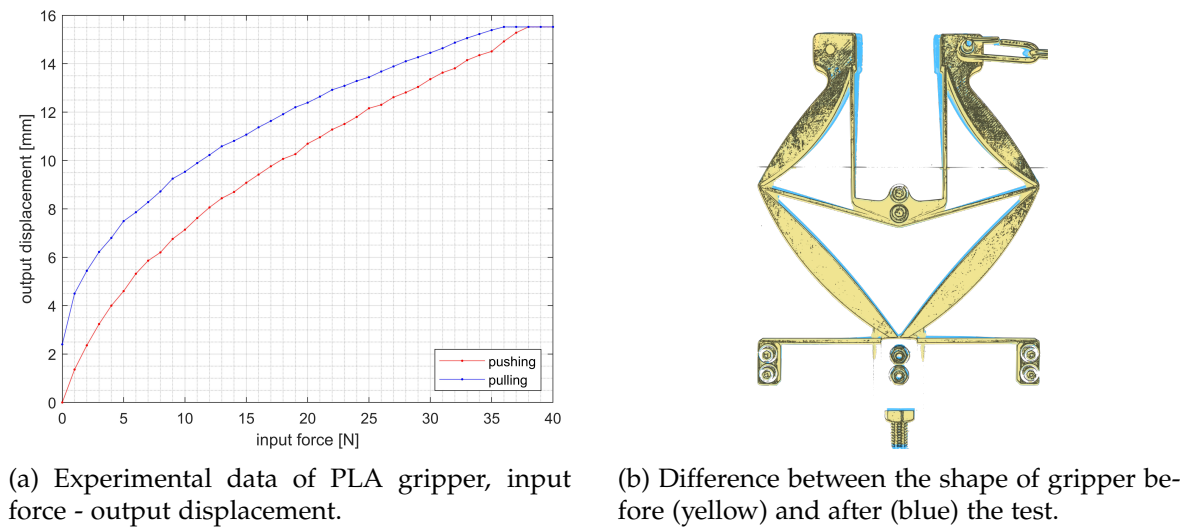 16
14
12
10
8
6
4
2
0
output displacement [mm]
pushing
pulling
0 5 10 15 20 25 30 35 40
input force [N]
(a) Experimental data of PLA gripper, input
force - output displacement.
(b) Difference between the shape of gripper be-
fore (yellow) and after (blue) the test.